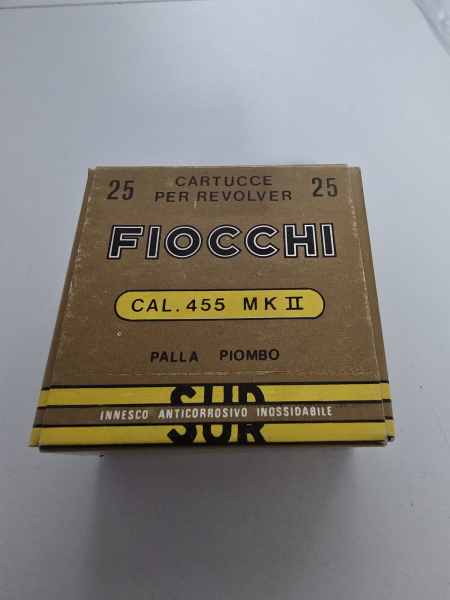 25 CARTUCCE 25
PER REVOLVER
FIOCCHI
CAL. 455 MK II
PALLA PIOMBO
SUR
INNESCO ANTICORROSIVO INOSSIDABILE